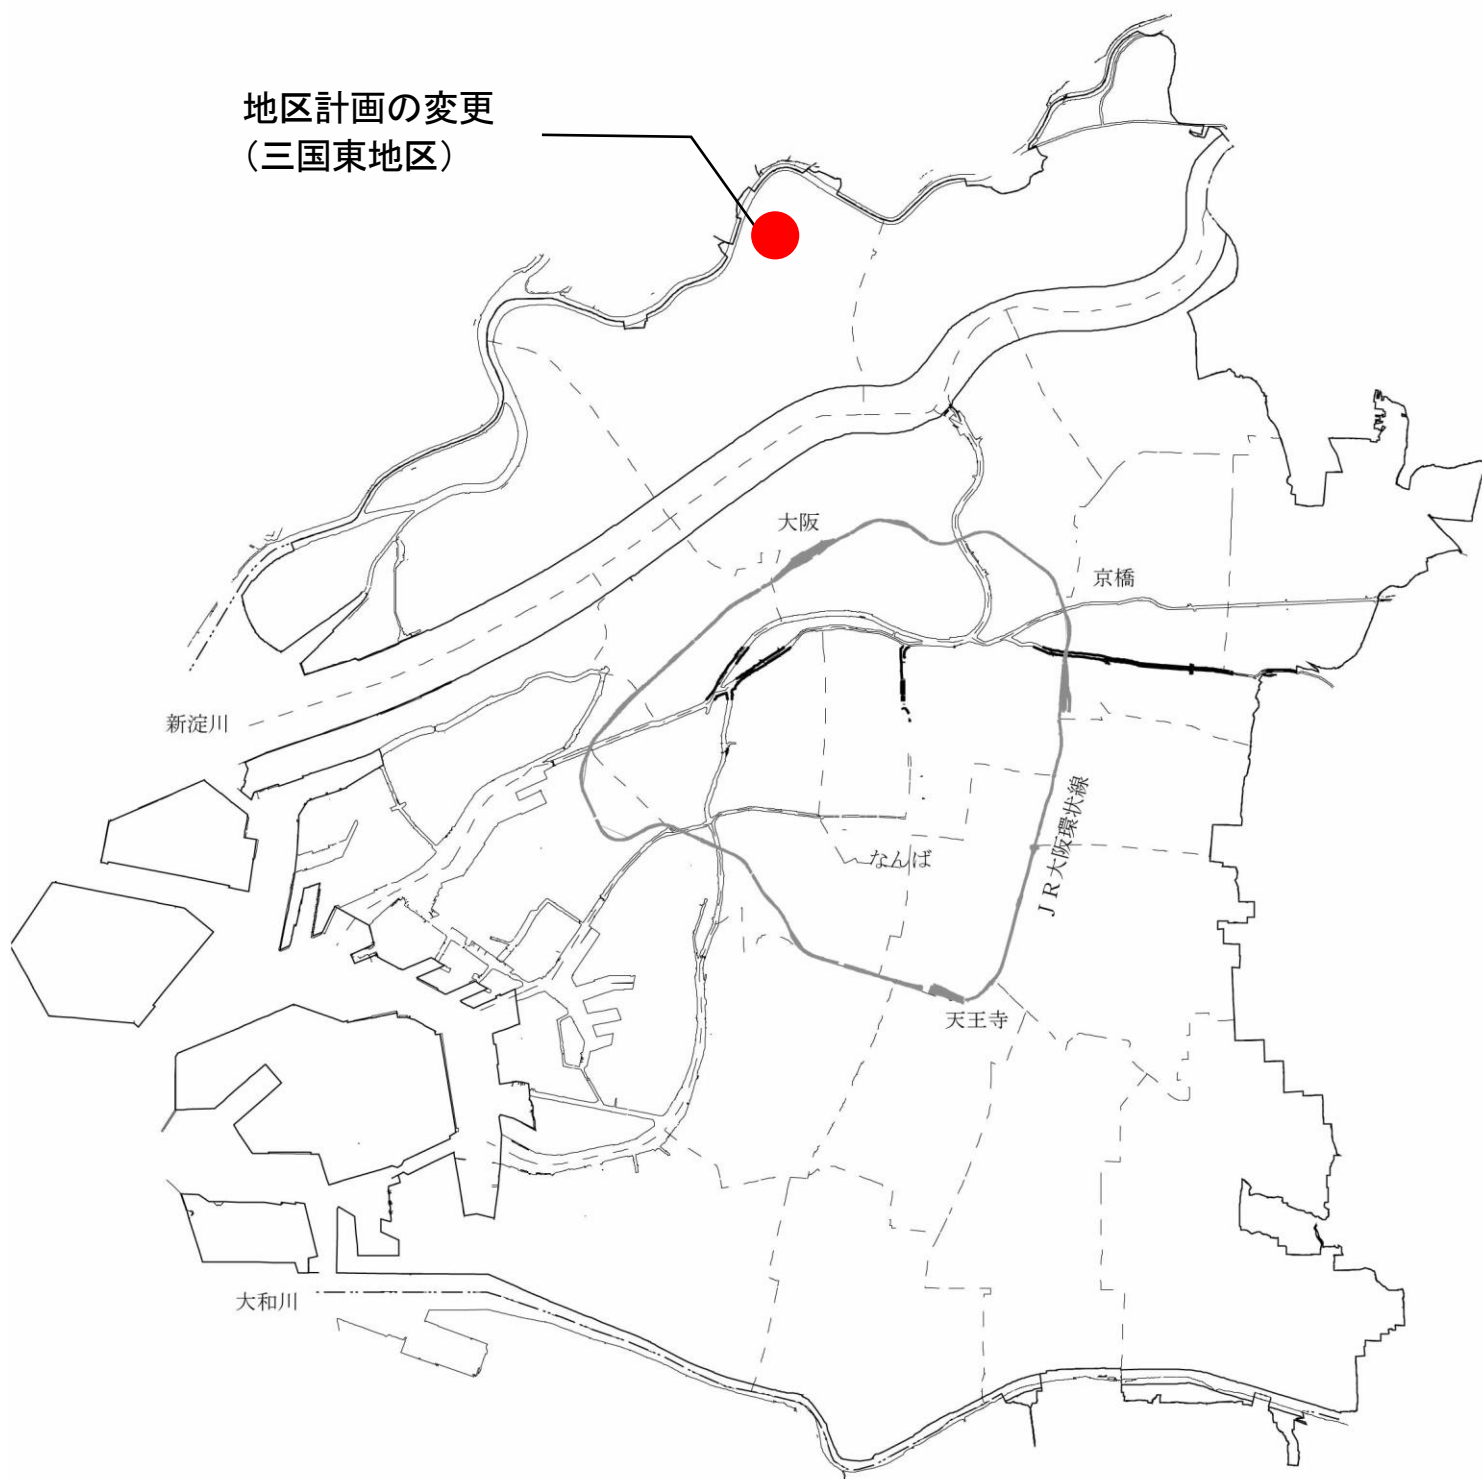 地区計画の変更
（三国東地区）
大阪
京橋
新淀川
JR大阪環状線
なんば
天王寺
大和川